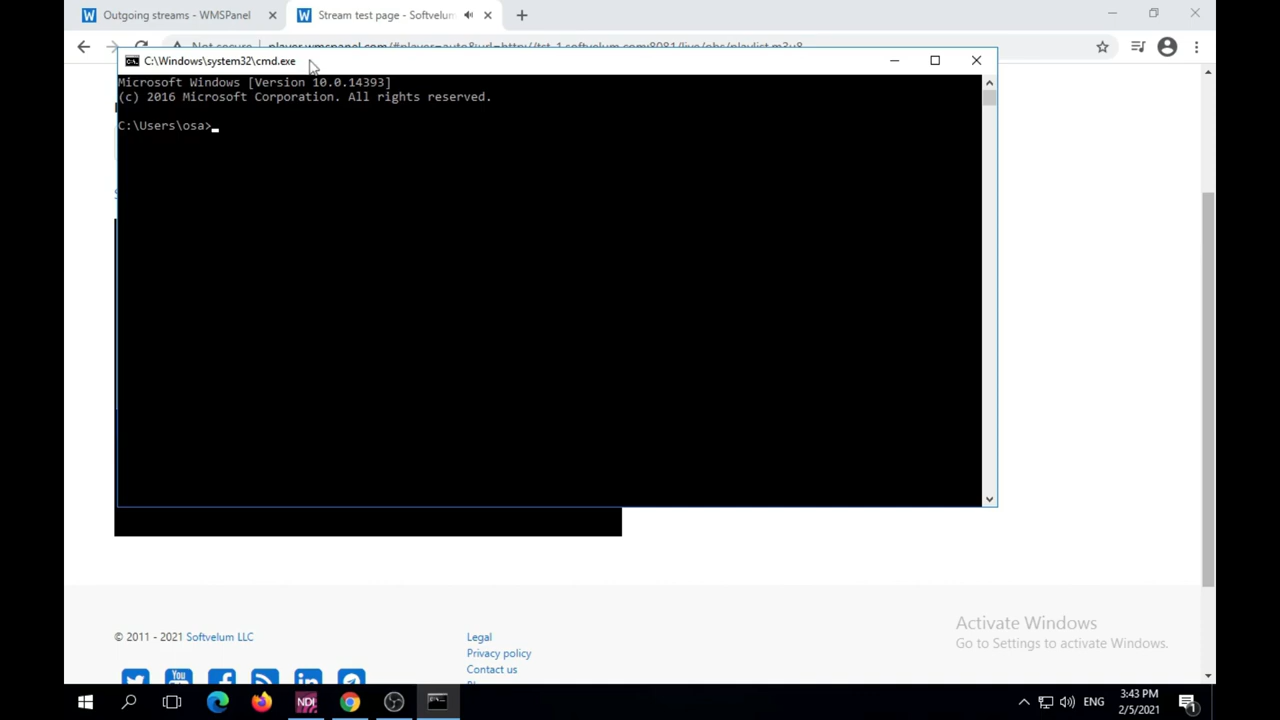 Outgoing streams - WMSPanel
Stream test page - Softvelum
Not secure player.wmspanel.com/#player=auto&url=http://tst-1.softvelum.com:8081/live/obs/playlist.m3u8
C:\Windows\system32\cmd.exe
Microsoft Windows [Version 10.0.14393]
(c) 2016 Microsoft Corporation. All rights reserved.
C:\Users\osa>
Activate Windows
Go to Settings to activate Windows.
© 2011 - 2021 Softvelum LLC
Legal
Privacy policy
Contact us
You
NDI
ENG
3:43 PM
2/5/2021
1